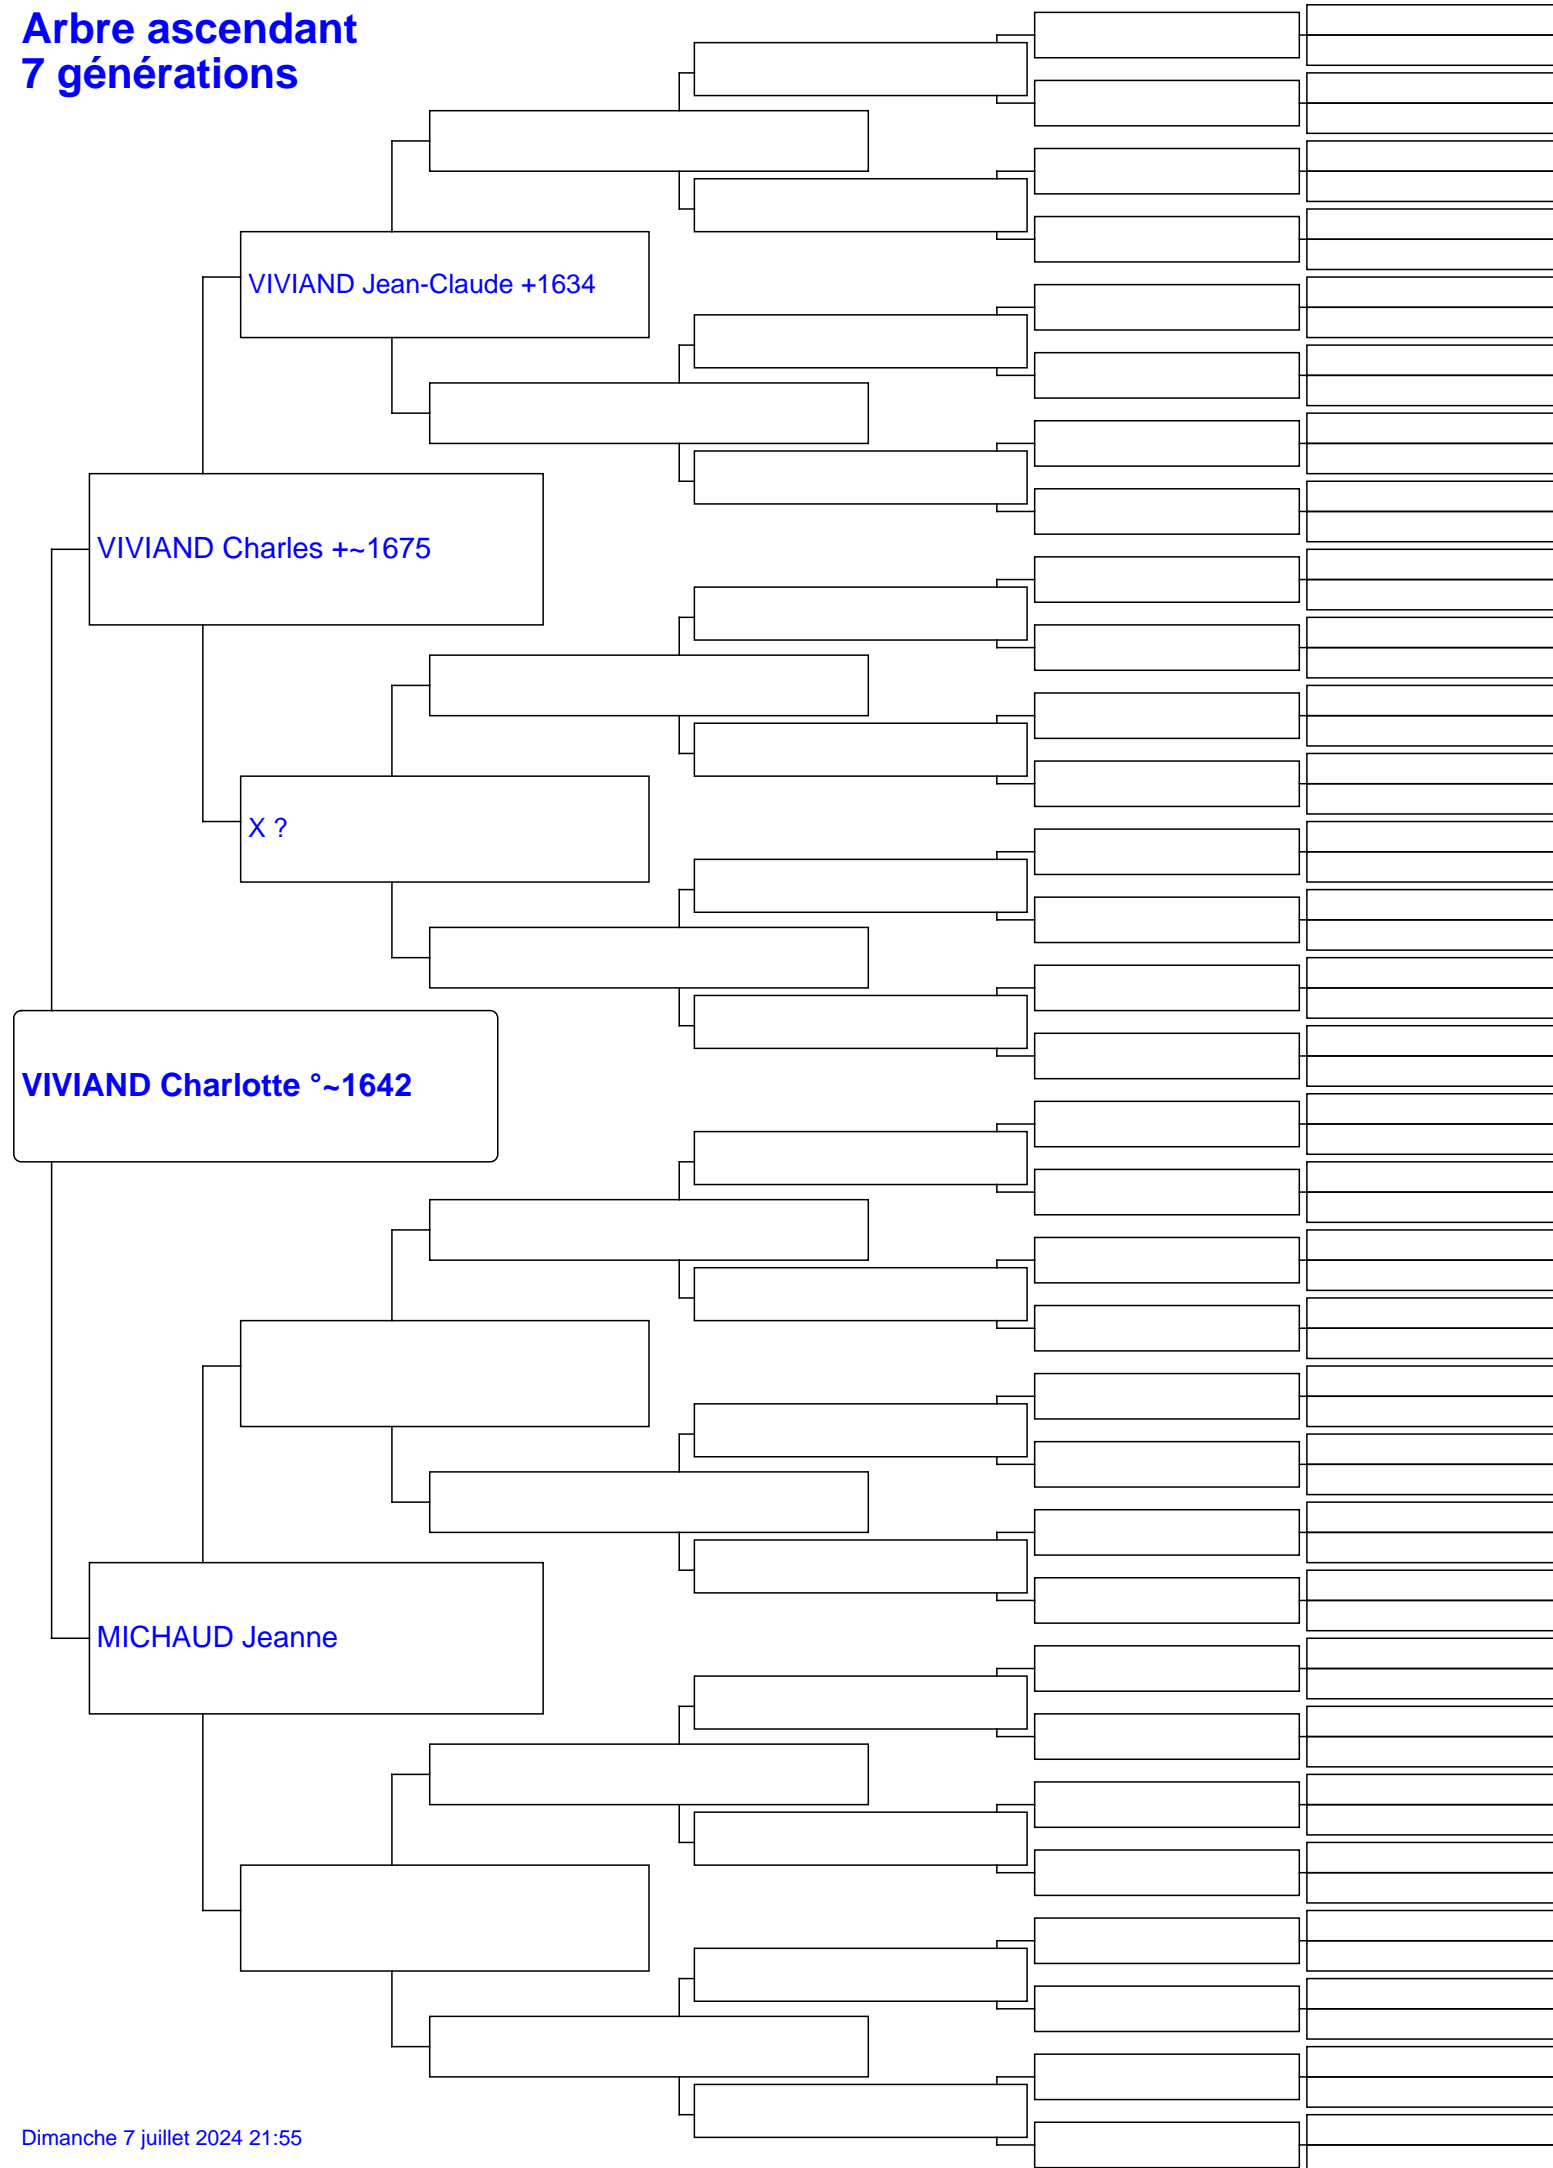 Arbre ascendant
7 générations
VIVIAND Jean-Claude +1634
VIVIAND Charles +~1675
X ?
VIVIAND Charlotte °~1642
MICHAUD Jeanne
Dimanche 7 juillet 2024 21:55